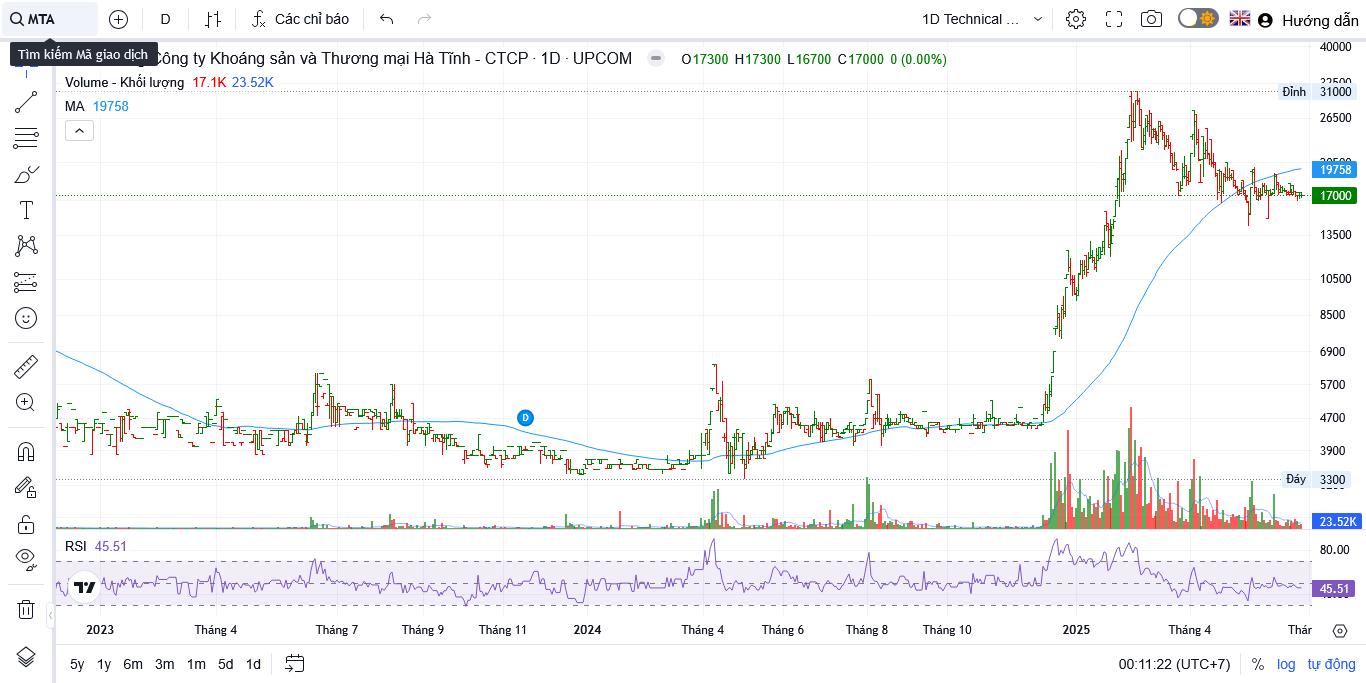 MTA
D
Các chỉ báo
1D Technical ...
Hướng dẫn
Tìm kiếm Mã giao dịch
Công ty Khoáng sản và Thương mại Hà Tĩnh - CTCP · 1D · UPCOM
O17300 H17300 L16700 C17000 0 (0.00%)
Volume - Khối lượng 17.1K 23.52K
MA 19758
40000
Đỉnh 31000
26500
19758
17000
13500
10500
8500
6900
5700
4700
3900
Đáy 3300
23.52K
D
RSI 45.51
80.00
45.51
2023 Tháng 4 Tháng 7 Tháng 9 Tháng 11 2024 Tháng 4 Tháng 6 Tháng 8 Tháng 10 2025 Tháng 4 Thár
5y 1y 6m 3m 1m 5d 1d
00:11:22 (UTC+7) % log tự động